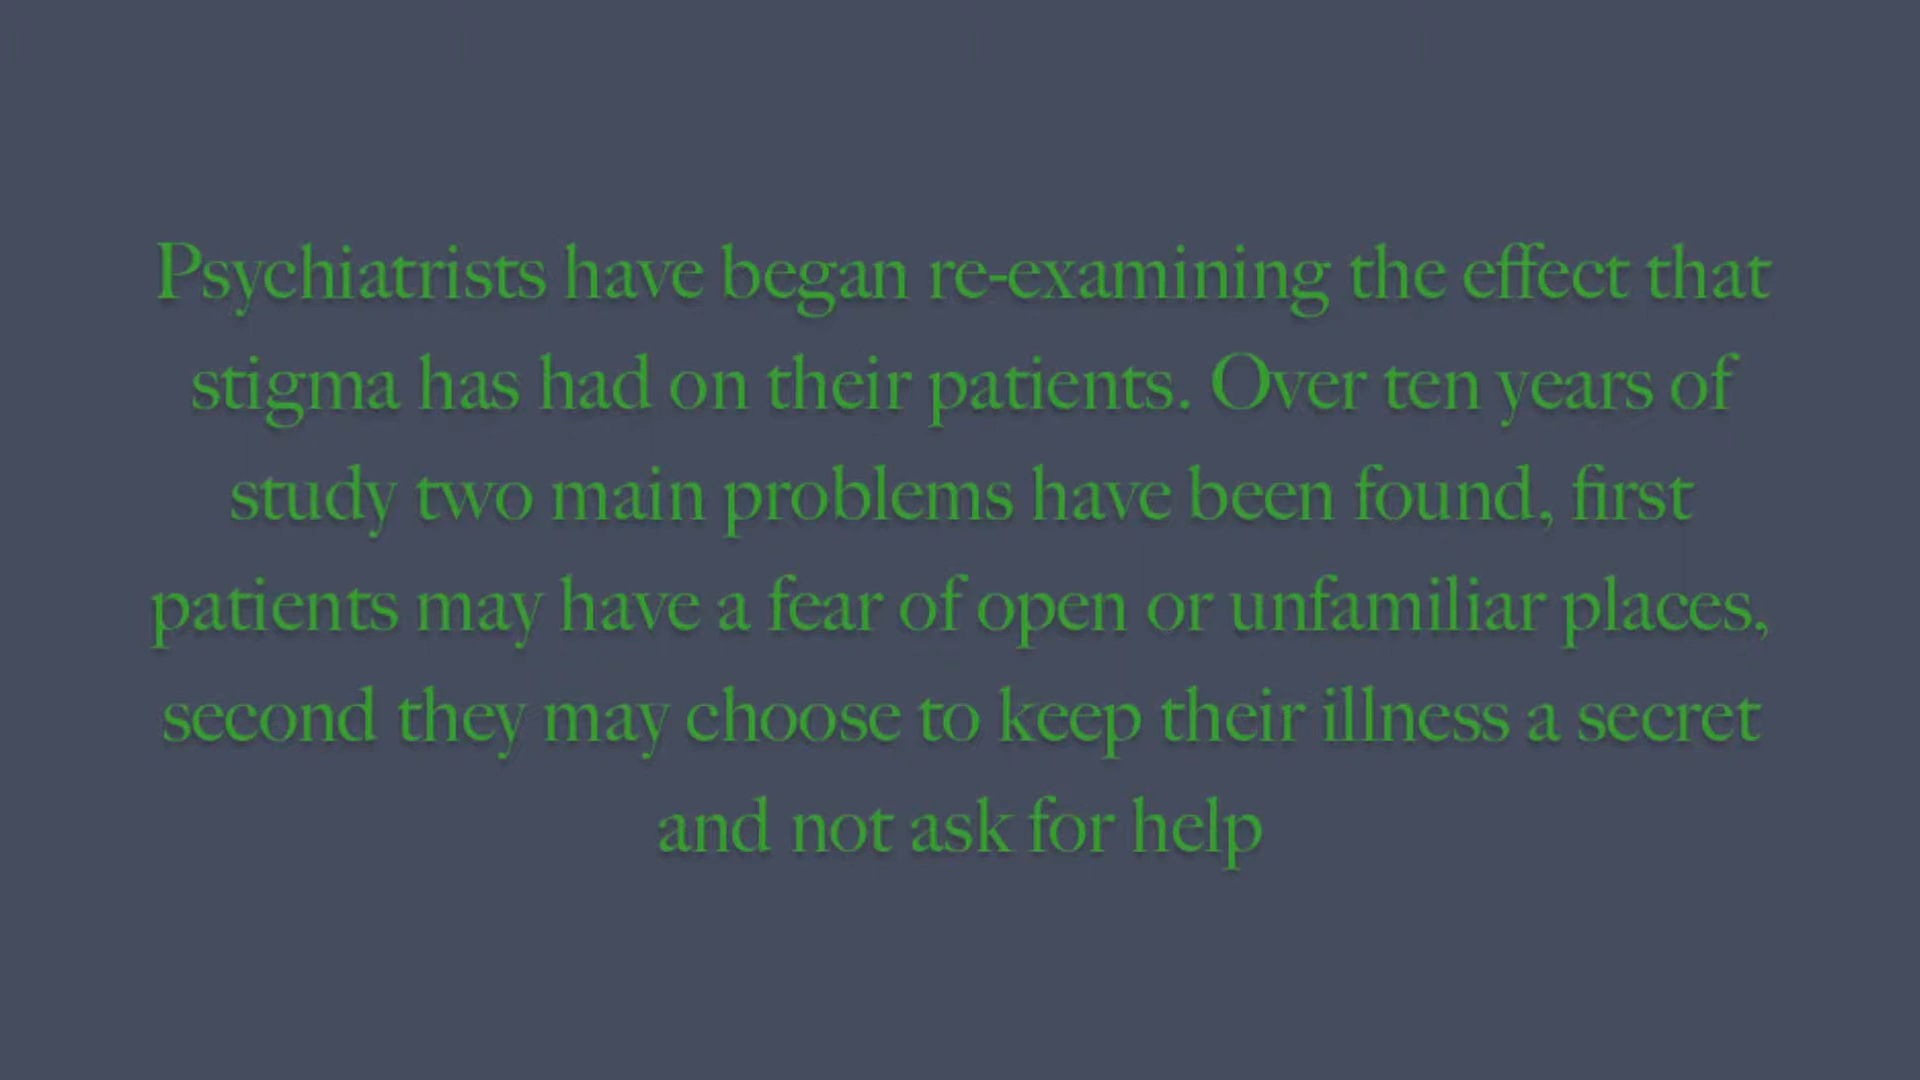 Psychiatrists have began re-examining the effect that
stigma has had on their patients. Over ten years of
study two main problems have been found, first
patients may have a fear of open or unfamiliar places,
second they may choose to keep their illness a secret
and not ask for help